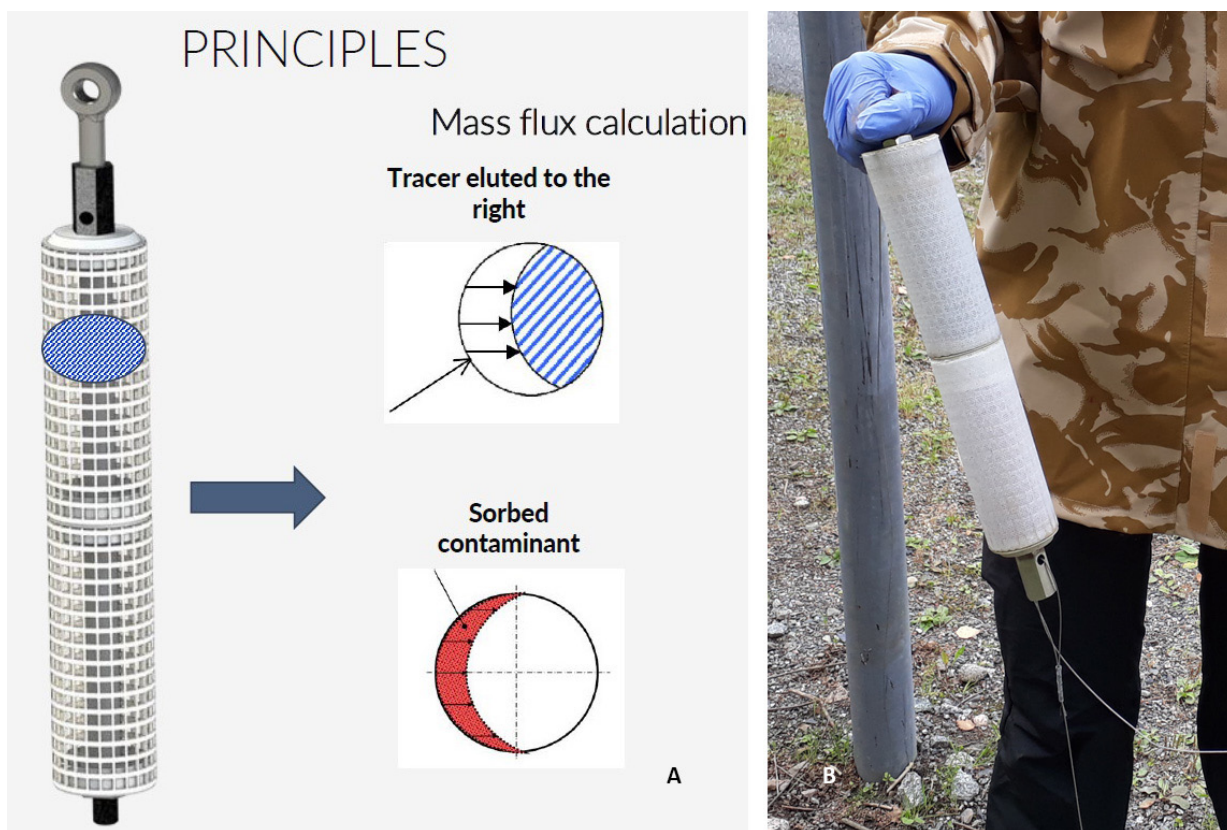 PRINCIPLES
Mass flux calculation
Tracer eluted to the
right
Sorbed
contaminant
A
B